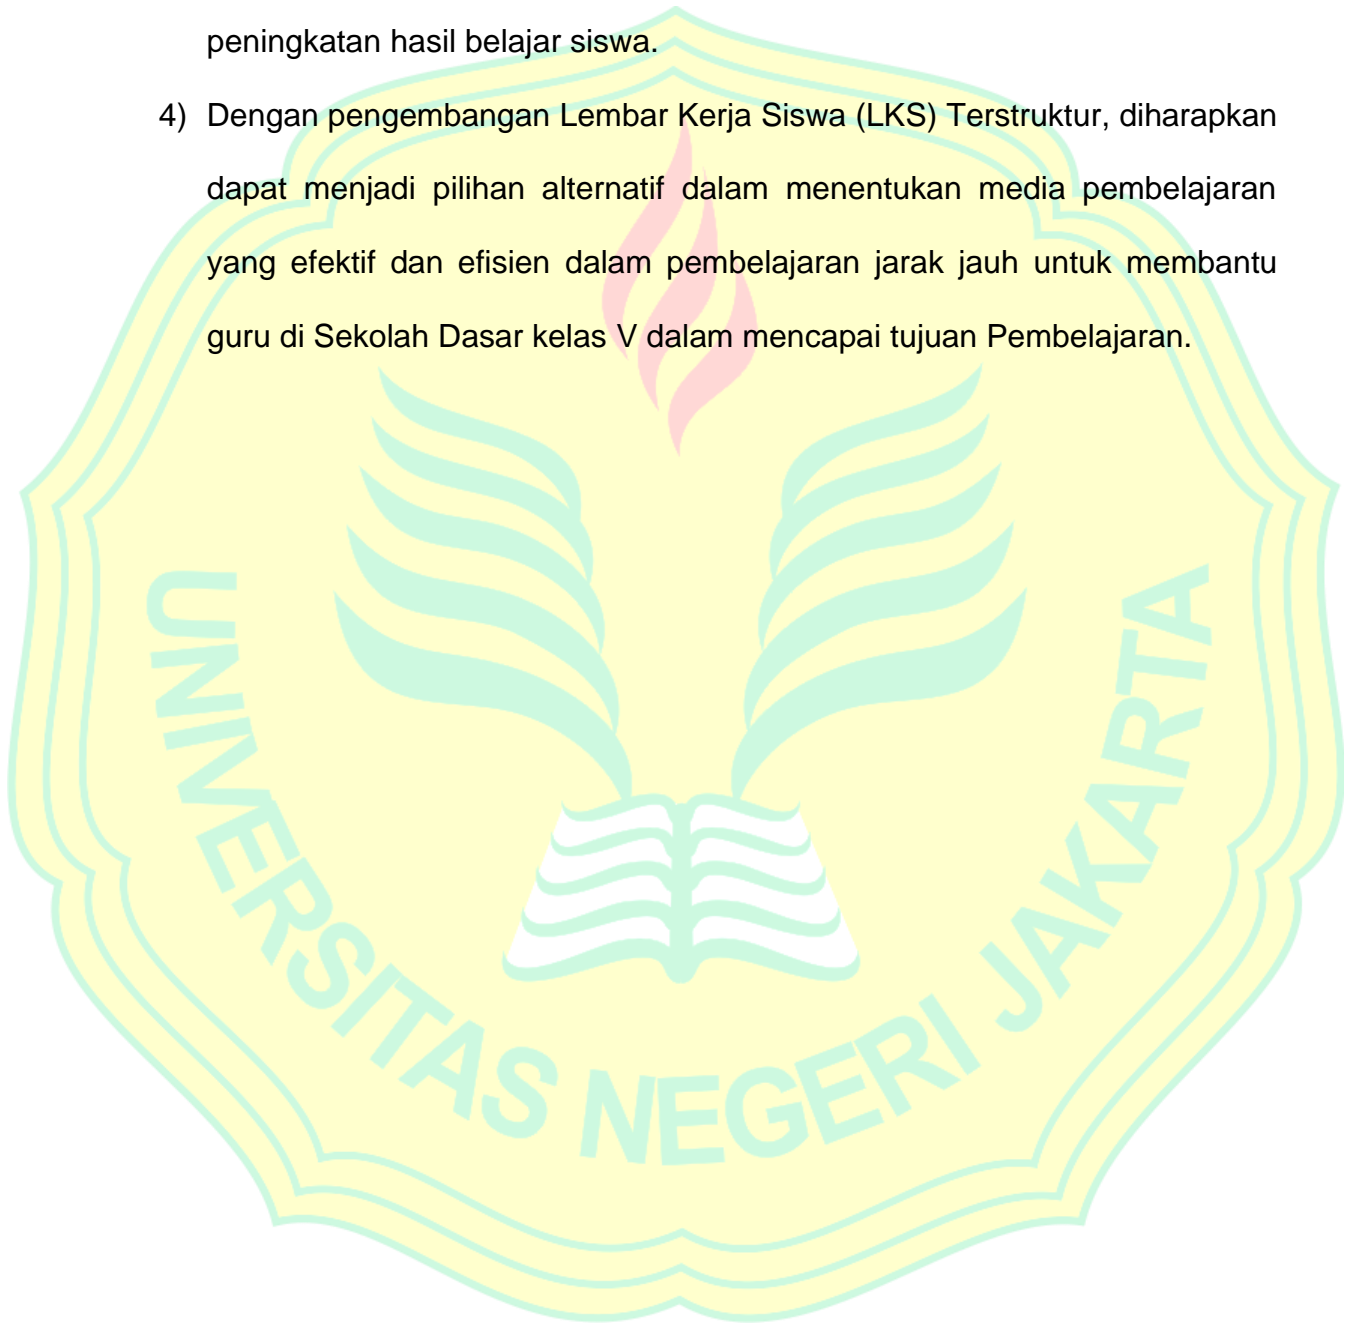 peningkatan hasil belajar siswa.
4) Dengan pengembangan Lembar Kerja Siswa (LKS) Terstruktur, diharapkan
dapat menjadi pilihan alternatif dalam menentukan media pembelajaran
yang efektif dan efisien dalam pembelajaran jarak jauh untuk membantu
guru di Sekolah Dasar kelas V dalam mencapai tujuan Pembelajaran.
UNIVERSITAS NEGERI JAKARTA